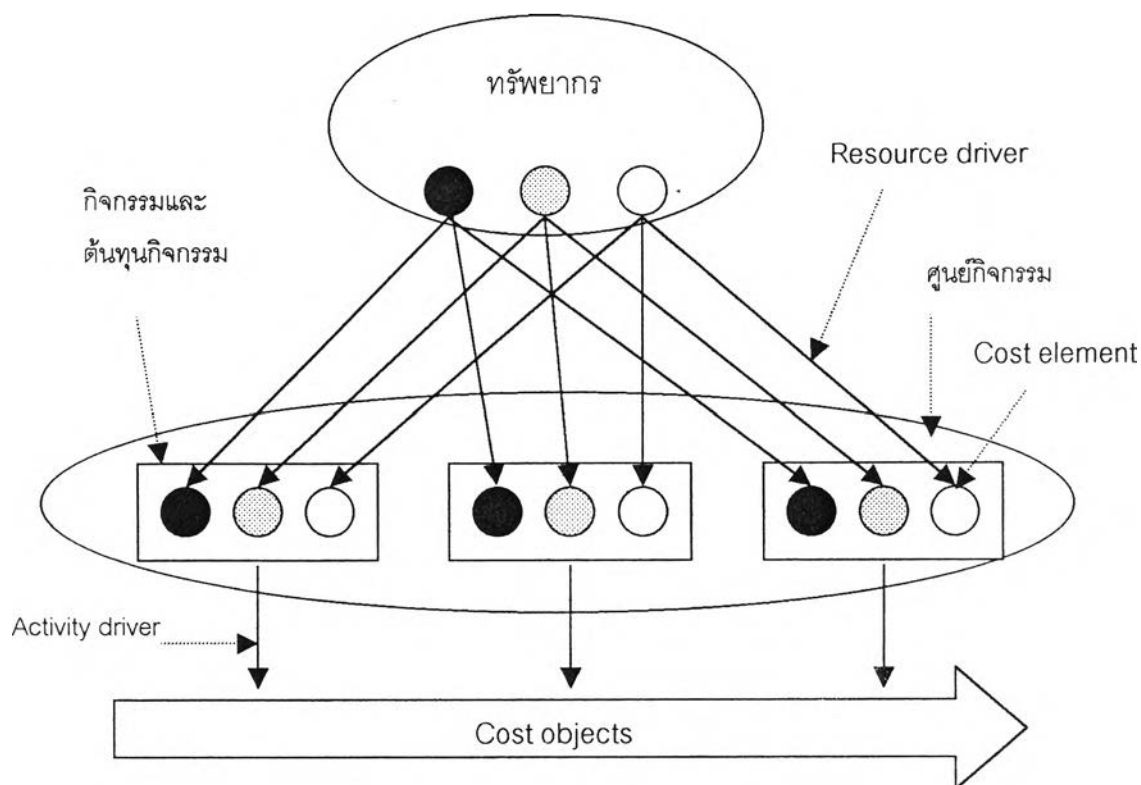 ทรัพยากร
Resource driver
กิจกรรมและ
ต้นทุนกิจกรรม
ศูนย์กิจกรรม
Cost element
Activity driver
Cost objects